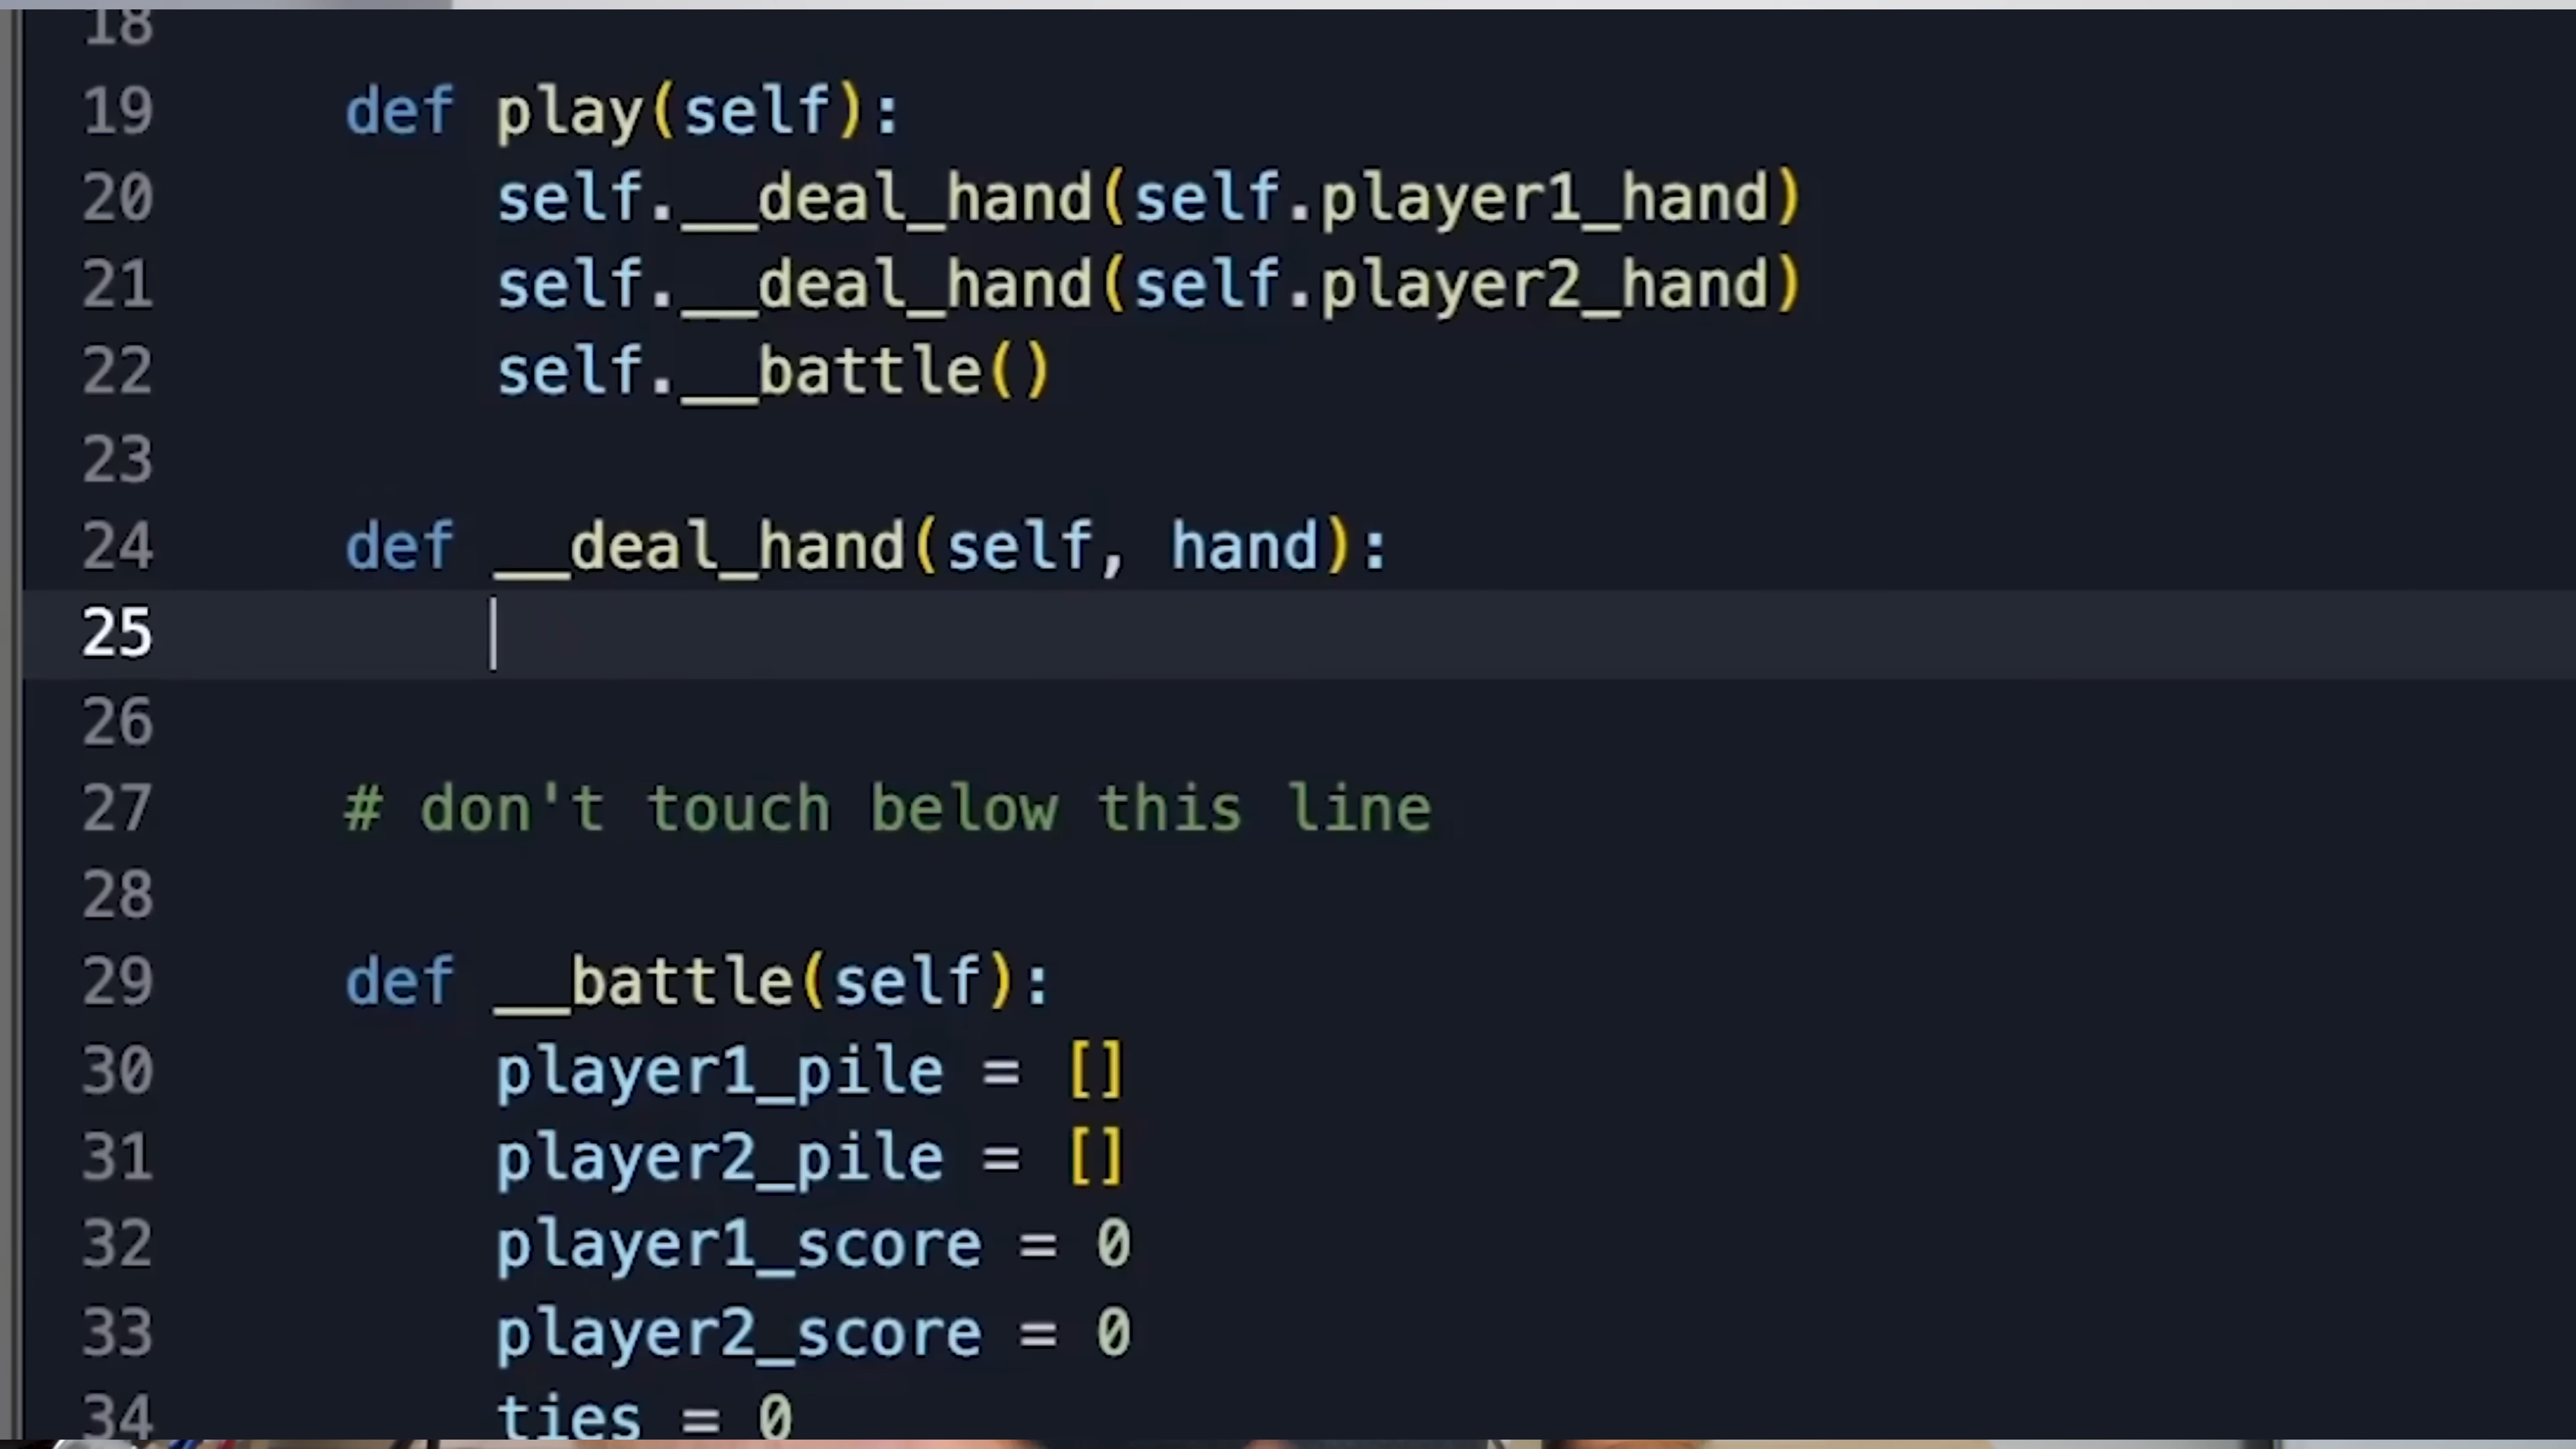 18
19 def play(self):
20 self.__deal_hand(self.player1_hand)
21 self.__deal_hand(self.player2_hand)
22 self.__battle()
23
24 def __deal_hand(self, hand):
25
26
27 # don't touch below this line
28
29 def __battle(self):
30 player1_pile = []
31 player2_pile = []
32 player1_score = 0
33 player2_score = 0
34 ties = 0